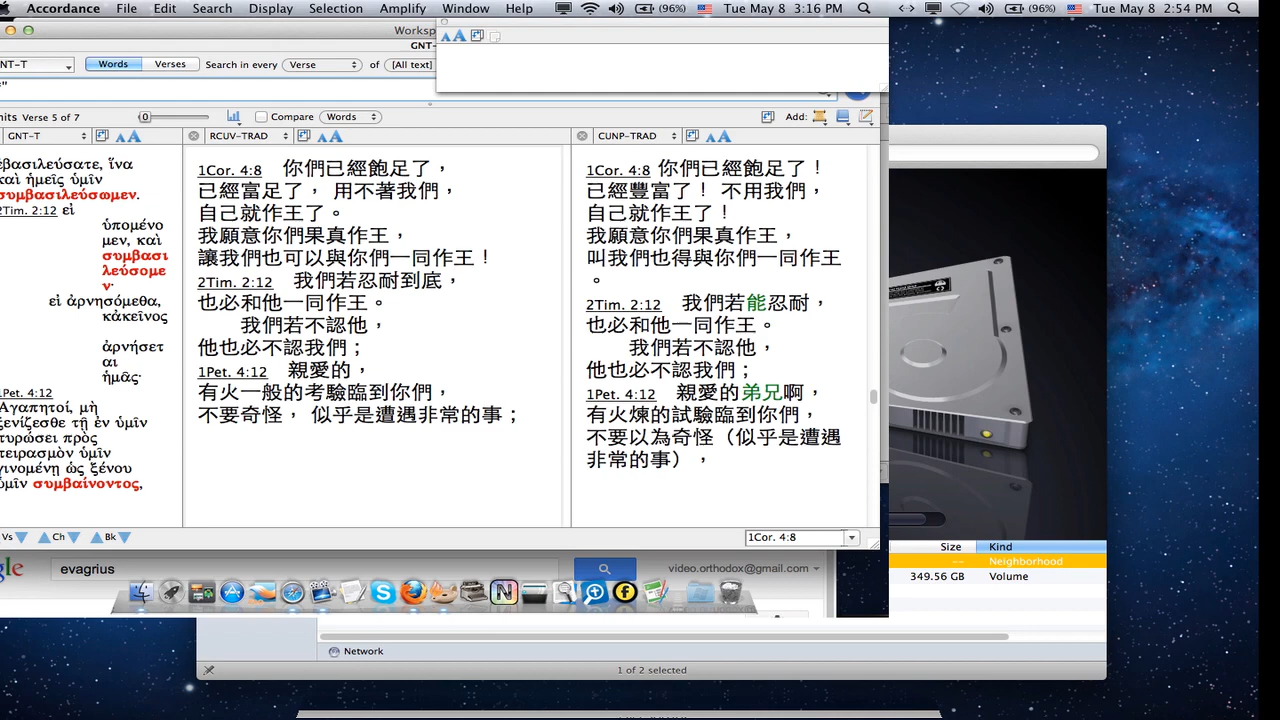 Accordance File Edit Search Display Selection Amplify Window Help (96%) Tue May 8 3:16 PM (96%) Tue May 8 2:54 PM
Worksp
GNT-
NT-T Words Verses Search in every Verse of [All text]
"
hits Verse 5 of 7 0 Compare Words Add:
GNT-T
ἐβασιλεύσατε, ἵνα
καὶ ἡμεῖς ὑμῖν
συμβασιλεύσωμεν.
2Tim. 2:12 εἰ
ὑπομένο
μεν, καὶ
συμβασι
λεύσομε
ν·
εἰ ἀρνησόμεθα,
κἀκεῖνος
ἀρνήσετ
αι
ἡμᾶς·
1Pet. 4:12
Ἀγαπητοί, μὴ
ξενίζεσθε τῇ ἐν ὑμῖν
πυρώσει πρὸς
πειρασμὸν ὑμῖν
γινομένῃ ὡς ξένου
ὑμῖν συμβαίνοντος,
RCUV-TRAD
1Cor. 4:8 你們已經飽足了，
已經富足了，用不著我們，
自己就作王了。
我願意你們果真作王，
讓我們也可以與你們一同作王！
2Tim. 2:12 我們若忍耐到底，
也必和他一同作王。
我們若不認他，
他也必不認我們；
1Pet. 4:12 親愛的，
有火一般的考驗臨到你們，
不要奇怪，似乎是遭遇非常的事；
CUNP-TRAD
1Cor. 4:8 你們已經飽足了！
已經豐富了！不用我們，
自己就作王了！
我願意你們果真作王，
叫我們也得與你們一同作王
。
2Tim. 2:12 我們若能忍耐，
也必和他一同作王。
我們若不認他，
他也必不認我們；
1Pet. 4:12 親愛的弟兄啊，
有火煉的試驗臨到你們，
不要以為奇怪（似乎是遭遇
非常的事），
Vs Ch Bk 1Cor. 4:8
gle evagrius video.orthodox@gmail.com
Size Kind
-- Neighborhood
349.56 GB Volume
Network
1 of 2 selected